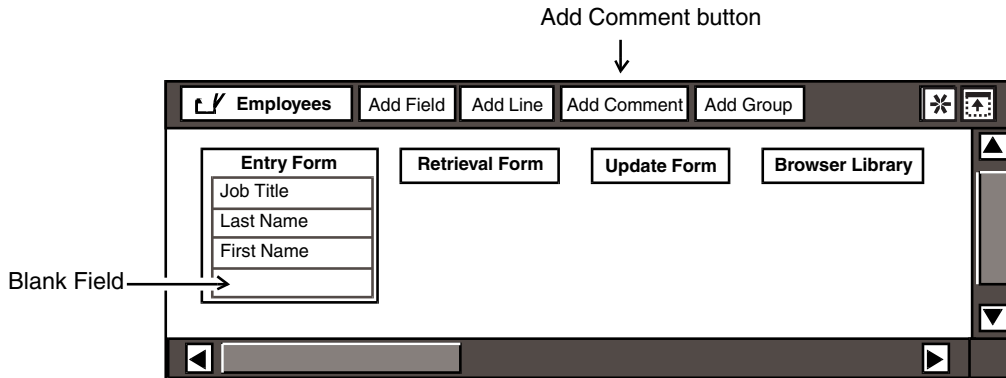 Add Comment button
Employees Add Field Add Line Add Comment Add Group
Entry Form Retrieval Form Update Form Browser Library
Job Title
Last Name
First Name
Blank Field